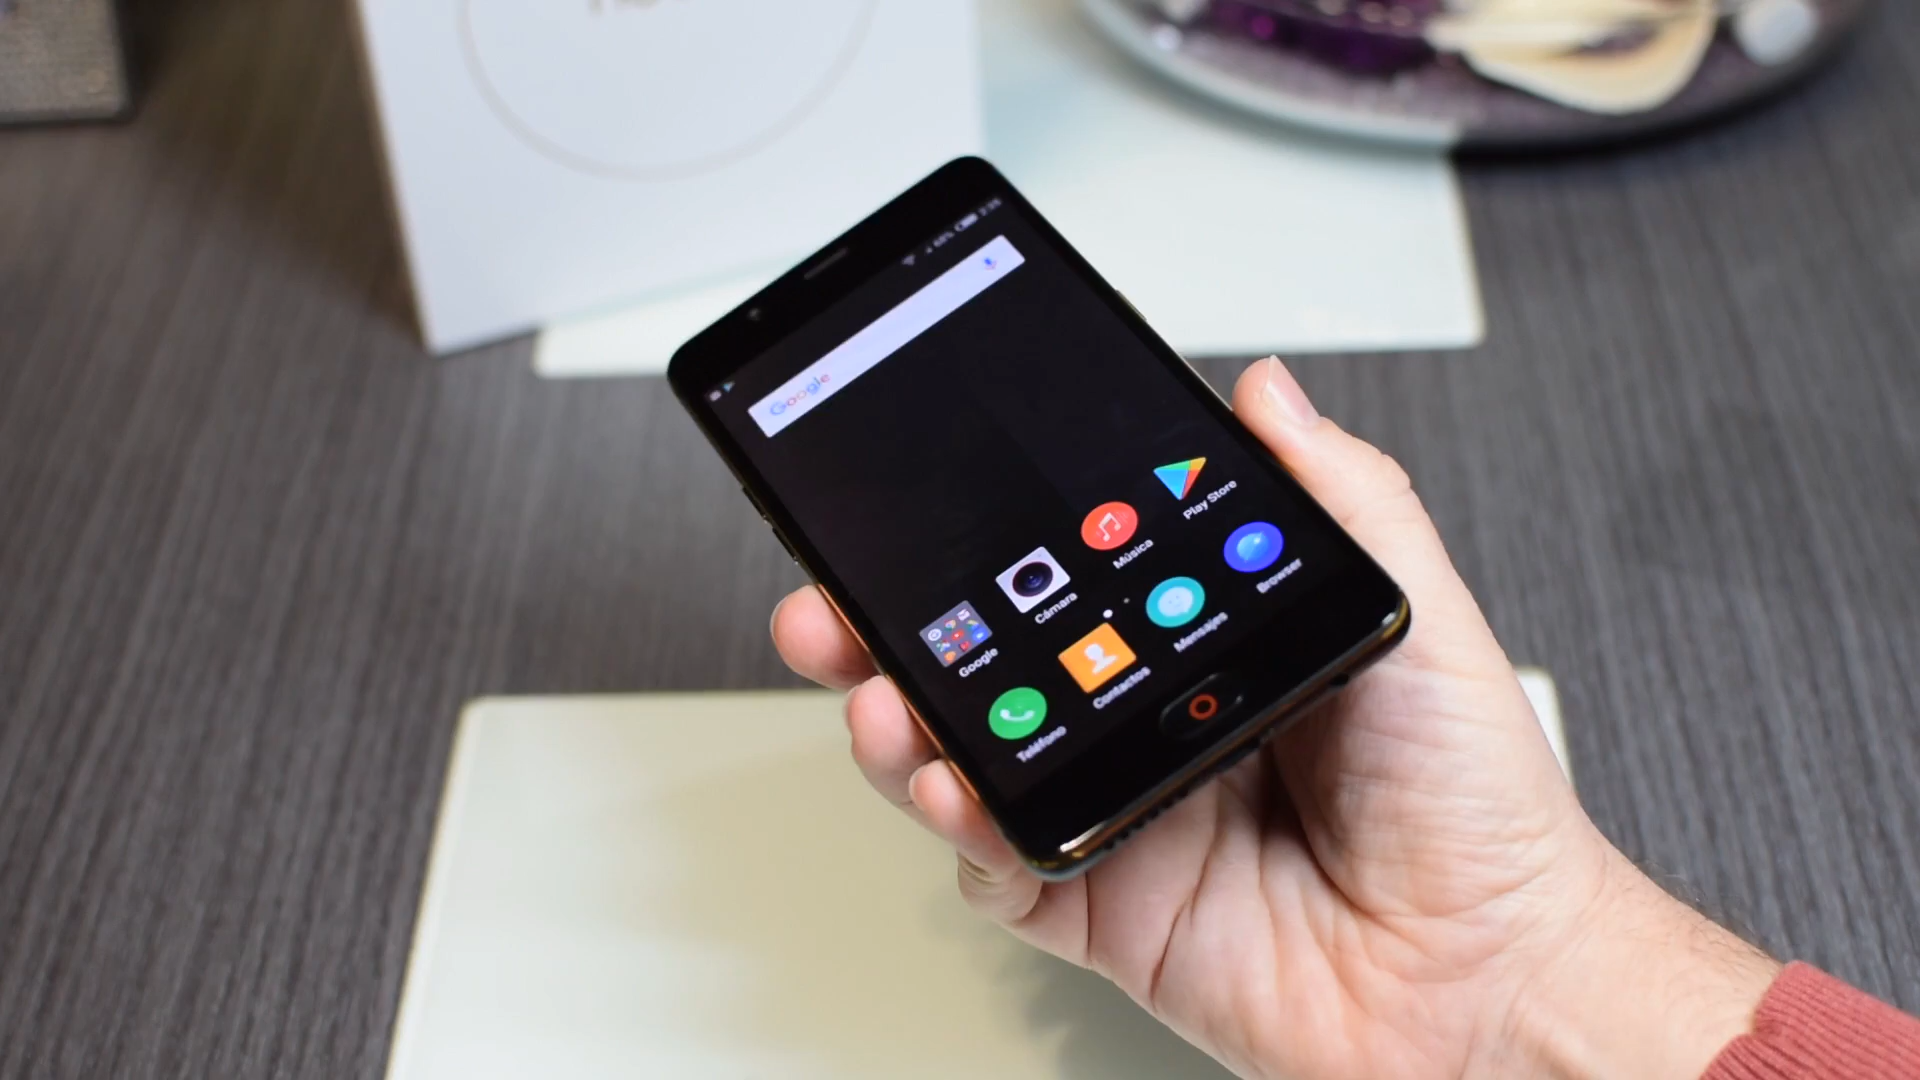 Google
Play Store
Música
Cámara
Google
Browser
Mensajes
Contactos
Teléfono